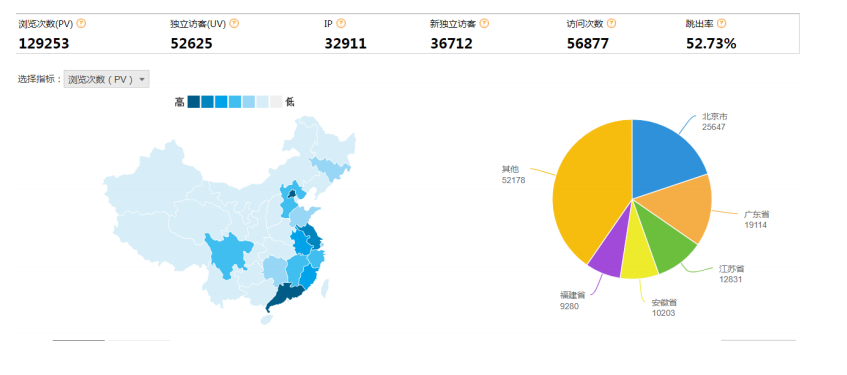 浏览次数(PV) ?
独立访客(UV) ?
IP ?
新独立访客 ?
访问次数 ?
跳出率 ?
129253
52625
32911
36712
56877
52.73%
选择指标：浏览次数（PV）
高
低
北京市
25647
其他
52178
广东省
19114
江苏省
12831
福建省
9280
安徽省
10203